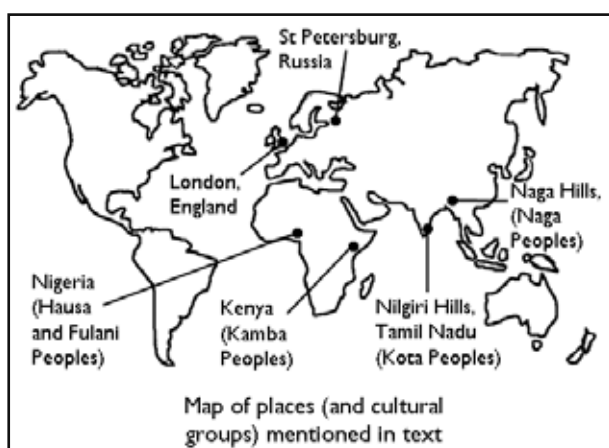 St Petersburg,
Russia
London,
England
Naga Hills,
(Naga
Peoples)
Nigeria
(Hausa
and Fulani
Peoples)
Kenya
(Kamba
Peoples)
Nilgiri Hills,
Tamil Nadu
(Kota Peoples)
Map of places (and cultural
groups) mentioned in text